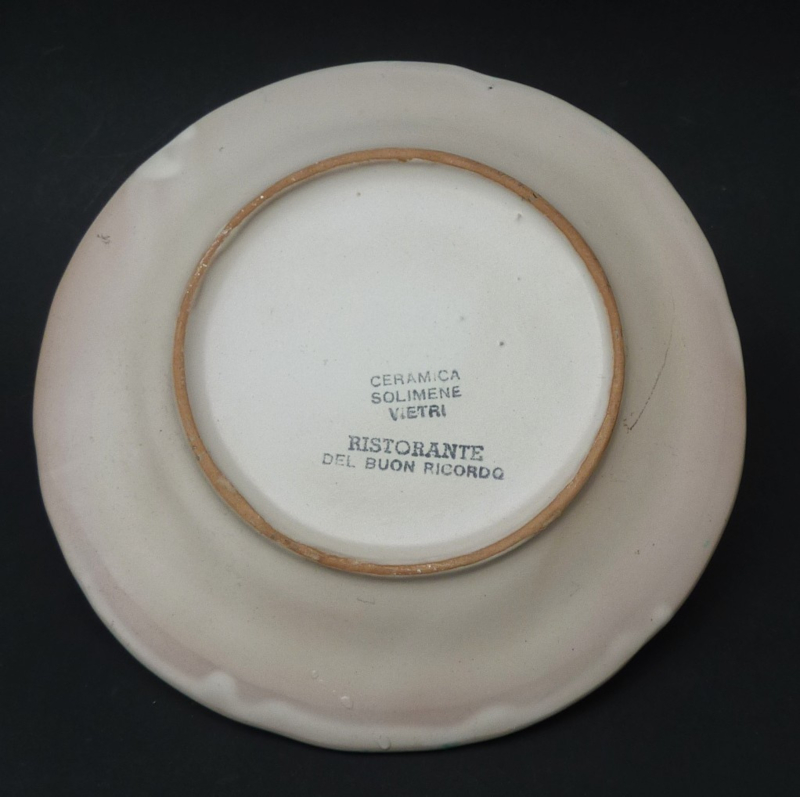 CERAMICA
SOLIMENE
VIETRI
RISTORANTE
DEL BUON RICORDO